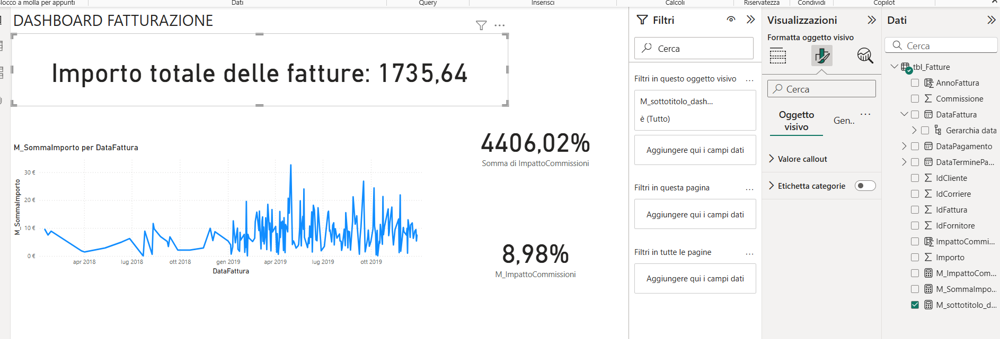 Blocco a molla per appunti
Dati
Query
Inserisci
Calcoli
Riservatezza
Condividi
Copilot
DASHBOARD FATTURAZIONE
Importo totale delle fatture: 1735,64
M_SommaImporto per DataFattura
M_SommaImporto
30 €
20 €
10 €
0 €
apr 2018
lug 2018
ott 2018
gen 2019
apr 2019
lug 2019
ott 2019
DataFattura
4406,02%
Somma di ImpattoCommissioni
8,98%
M_ImpattoCommissioni
Filtri
Cerca
Filtri in questo oggetto visivo ...
M_sottotitolo_dash...
è (Tutto)
Aggiungere qui i campi dati
Filtri in questa pagina ...
Aggiungere qui i campi dati
Filtri in tutte le pagine ...
Aggiungere qui i campi dati
Visualizzazioni
Formatta oggetto visivo
Cerca
Oggetto
visivo
Gen..
...
Valore callout
Etichetta categorie
Dati
Cerca
tbl_Fatture
AnnoFattura
Commissione
DataFattura
Gerarchia data
DataPagamento
DataTerminePa...
IdCliente
IdCorriere
IdFattura
IdFornitore
ImpattoCommi...
Importo
M_ImpattoCom...
M_SommaImpo...
M_sottotitolo_d...